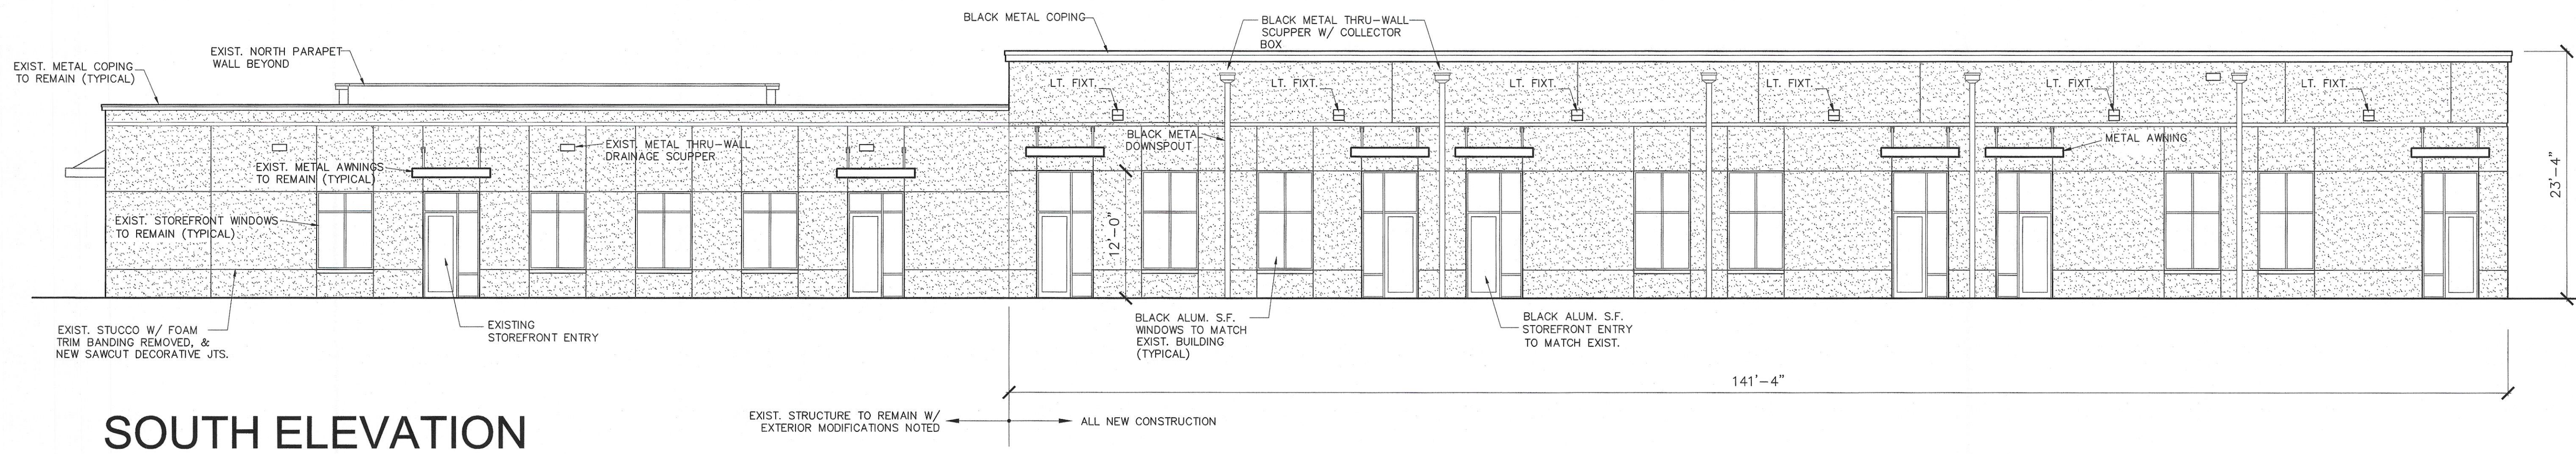 BLACK METAL COPING
BLACK METAL THRU-WALL
SCUPPER W/ COLLECTOR
BOX
EXIST. NORTH PARAPET
WALL BEYOND
EXIST. METAL COPING
TO REMAIN (TYPICAL)
LT. FIXT.
LT. FIXT.
LT. FIXT.
LT. FIXT.
LT. FIXT.
LT. FIXT.
BLACK METAL
DOWNSPOUT
METAL AWNING
EXIST. METAL THRU-WALL
DRAINAGE SCUPPER
EXIST. METAL AWNINGS
TO REMAIN (TYPICAL)
EXIST. STOREFRONT WINDOWS
TO REMAIN (TYPICAL)
12'-0"
23'-4"
EXIST. STUCCO W/ FOAM
TRIM BANDING REMOVED, &
NEW SAWCUT DECORATIVE JTS.
EXISTING
STOREFRONT ENTRY
BLACK ALUM. S.F.
WINDOWS TO MATCH
EXIST. BUILDING
(TYPICAL)
BLACK ALUM. S.F.
STOREFRONT ENTRY
TO MATCH EXIST.
141'-4"
EXIST. STRUCTURE TO REMAIN W/
EXTERIOR MODIFICATIONS NOTED
ALL NEW CONSTRUCTION
SOUTH ELEVATION